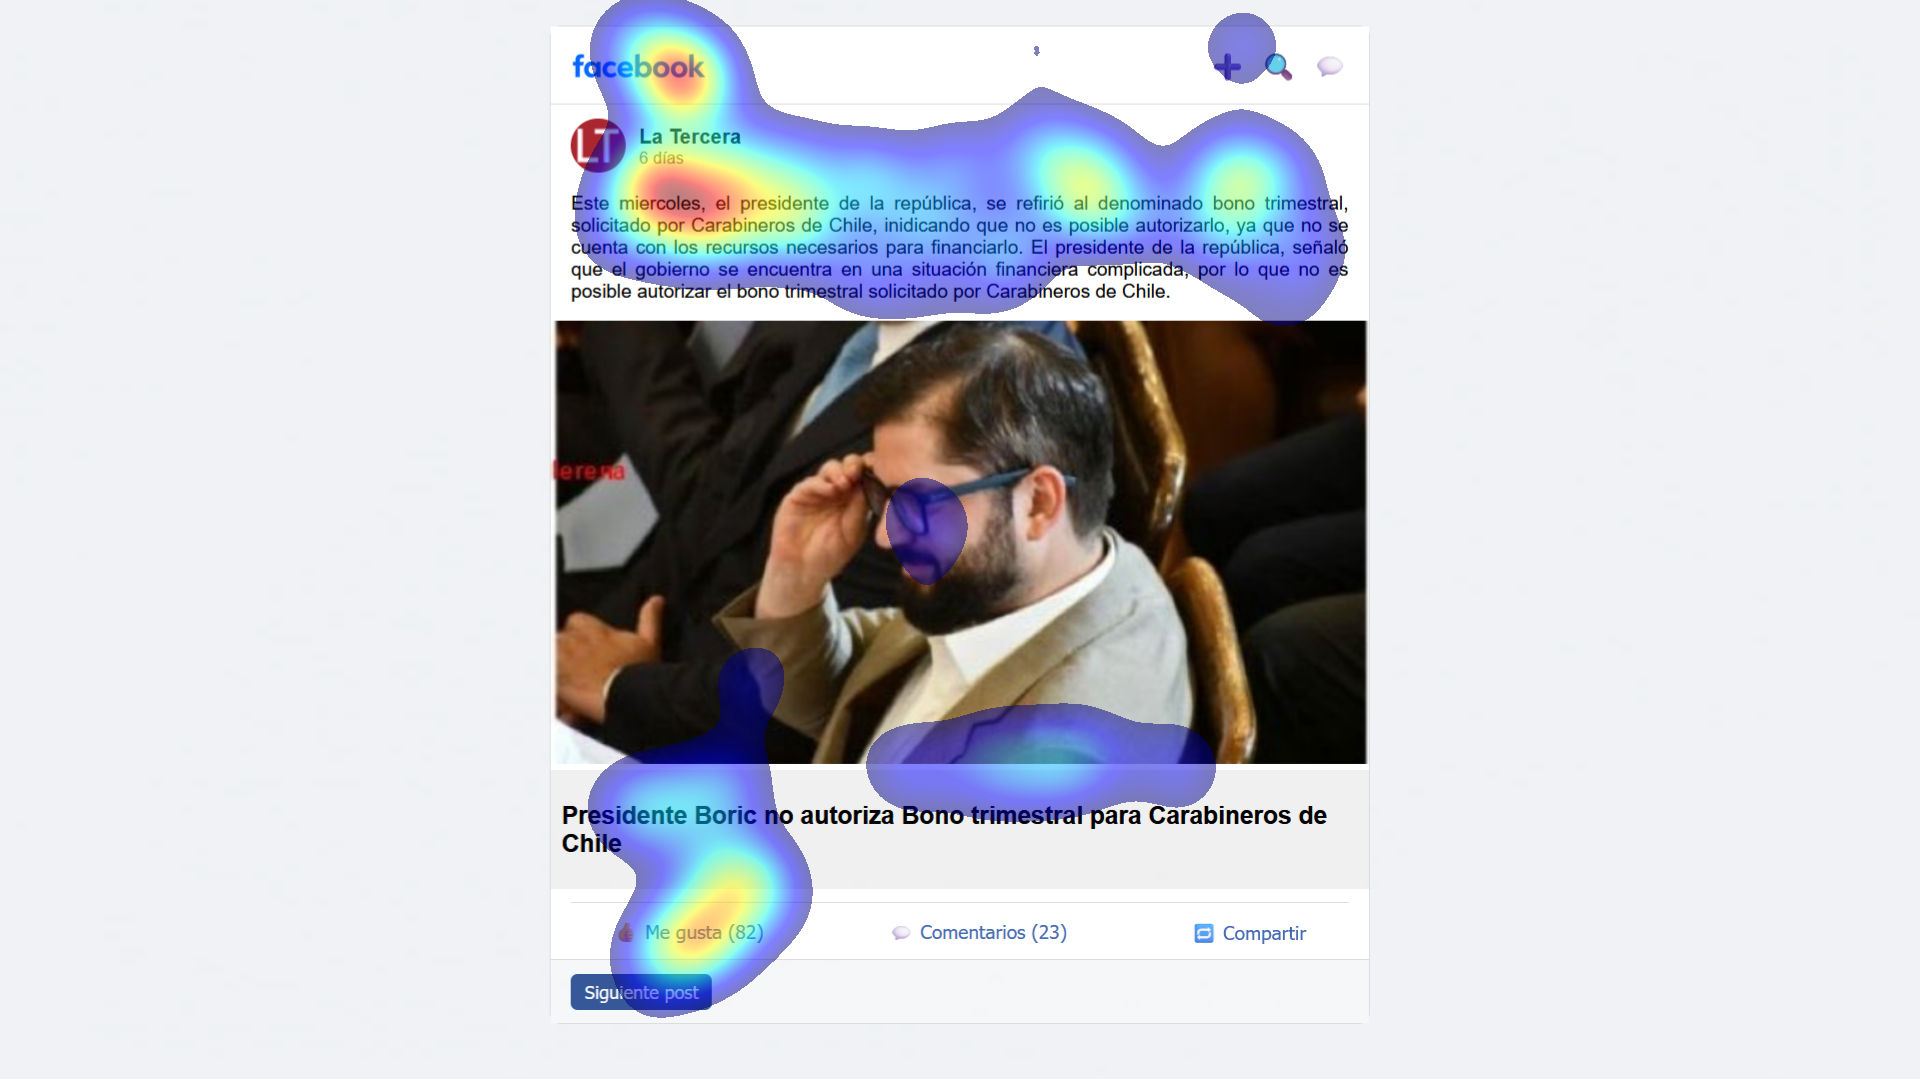 facebook
LT
La Tercera
6 días
Este miercoles, el presidente de la república, se refirió al denominado bono trimestral,
solicitado por Carabineros de Chile, inidicando que no es posible autorizarlo, ya que no se
cuenta con los recursos necesarios para financiarlo. El presidente de la república, señaló
que el gobierno se encuentra en una situación financiera complicada, por lo que no es
posible autorizar el bono trimestral solicitado por Carabineros de Chile.
lerena
Presidente Boric no autoriza Bono trimestral para Carabineros de
Chile
Me gusta (82)
Comentarios (23)
Compartir
Siguiente post